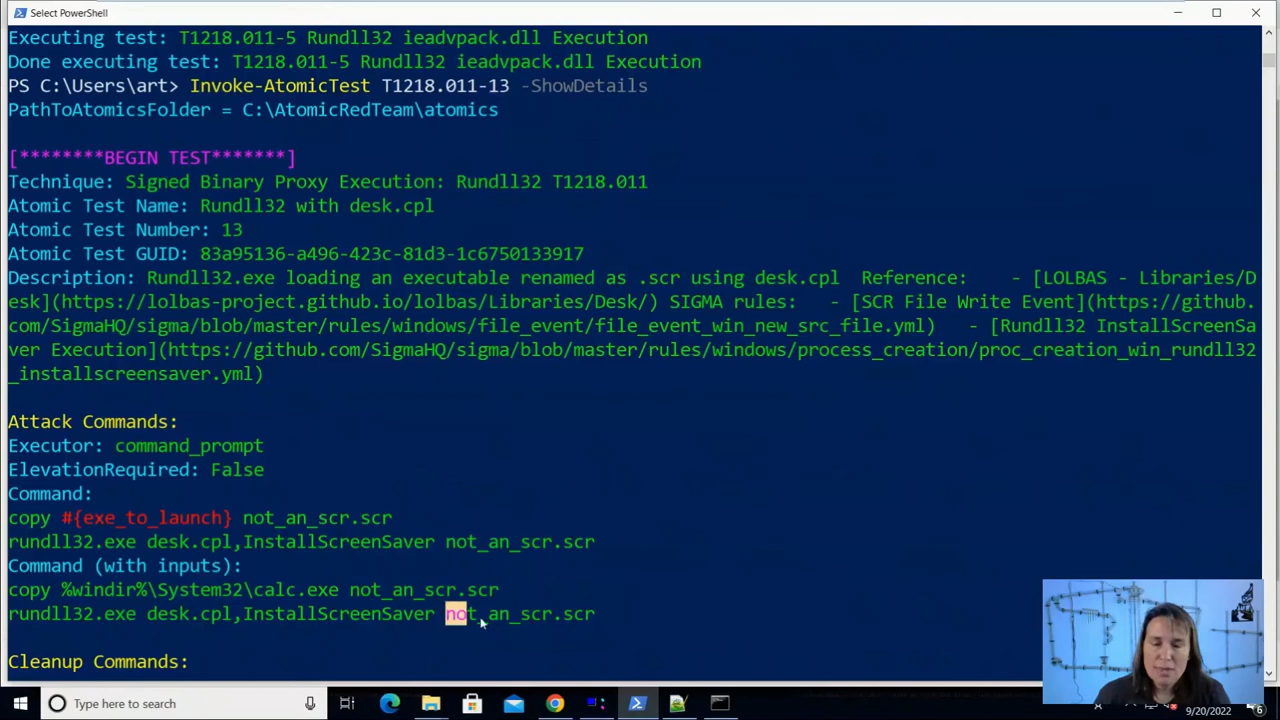 Select PowerShell
Executing test: T1218.011-5 Rundll32 ieadvpack.dll Execution
Done executing test: T1218.011-5 Rundll32 ieadvpack.dll Execution
PS C:\Users\art> Invoke-AtomicTest T1218.011-13 -ShowDetails
PathToAtomicsFolder = C:\AtomicRedTeam\atomics
[********BEGIN TEST*******]
Technique: Signed Binary Proxy Execution: Rundll32 T1218.011
Atomic Test Name: Rundll32 with desk.cpl
Atomic Test Number: 13
Atomic Test GUID: 83a95136-a496-423c-81d3-1c6750133917
Description: Rundll32.exe loading an executable renamed as .scr using desk.cpl  Reference:    - [LOLBAS - Libraries/D
esk](https://lolbas-project.github.io/lolbas/Libraries/Desk/) SIGMA rules:   - [SCR File Write Event](https://github.
com/SigmaHQ/sigma/blob/master/rules/windows/file_event/file_event_win_new_src_file.yml)   - [Rundll32 InstallScreenSa
ver Execution](https://github.com/SigmaHQ/sigma/blob/master/rules/windows/process_creation/proc_creation_win_rundll32
_installscreensaver.yml)
Attack Commands:
Executor: command_prompt
ElevationRequired: False
Command:
copy #{exe_to_launch} not_an_scr.scr
rundll32.exe desk.cpl,InstallScreenSaver not_an_scr.scr
Command (with inputs):
copy %windir%\System32\calc.exe not_an_scr.scr
rundll32.exe desk.cpl,InstallScreenSaver not_an_scr.scr
Cleanup Commands:
Type here to search
9/20/2022
6